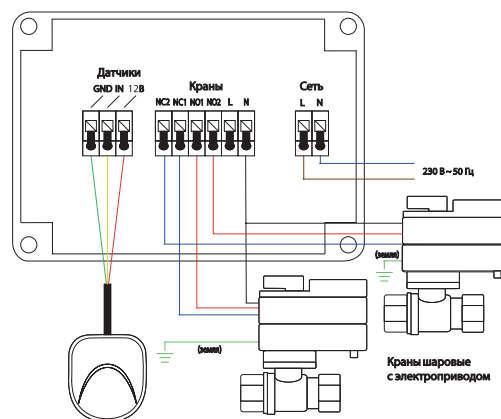 Датчики
GND IN 12В
Краны
NC2 NC1 NO1 NO2 L N
Сеть
L N
230 В ~ 50 Гц
(земля)
(земля)
Краны шаровые
с электроприводом